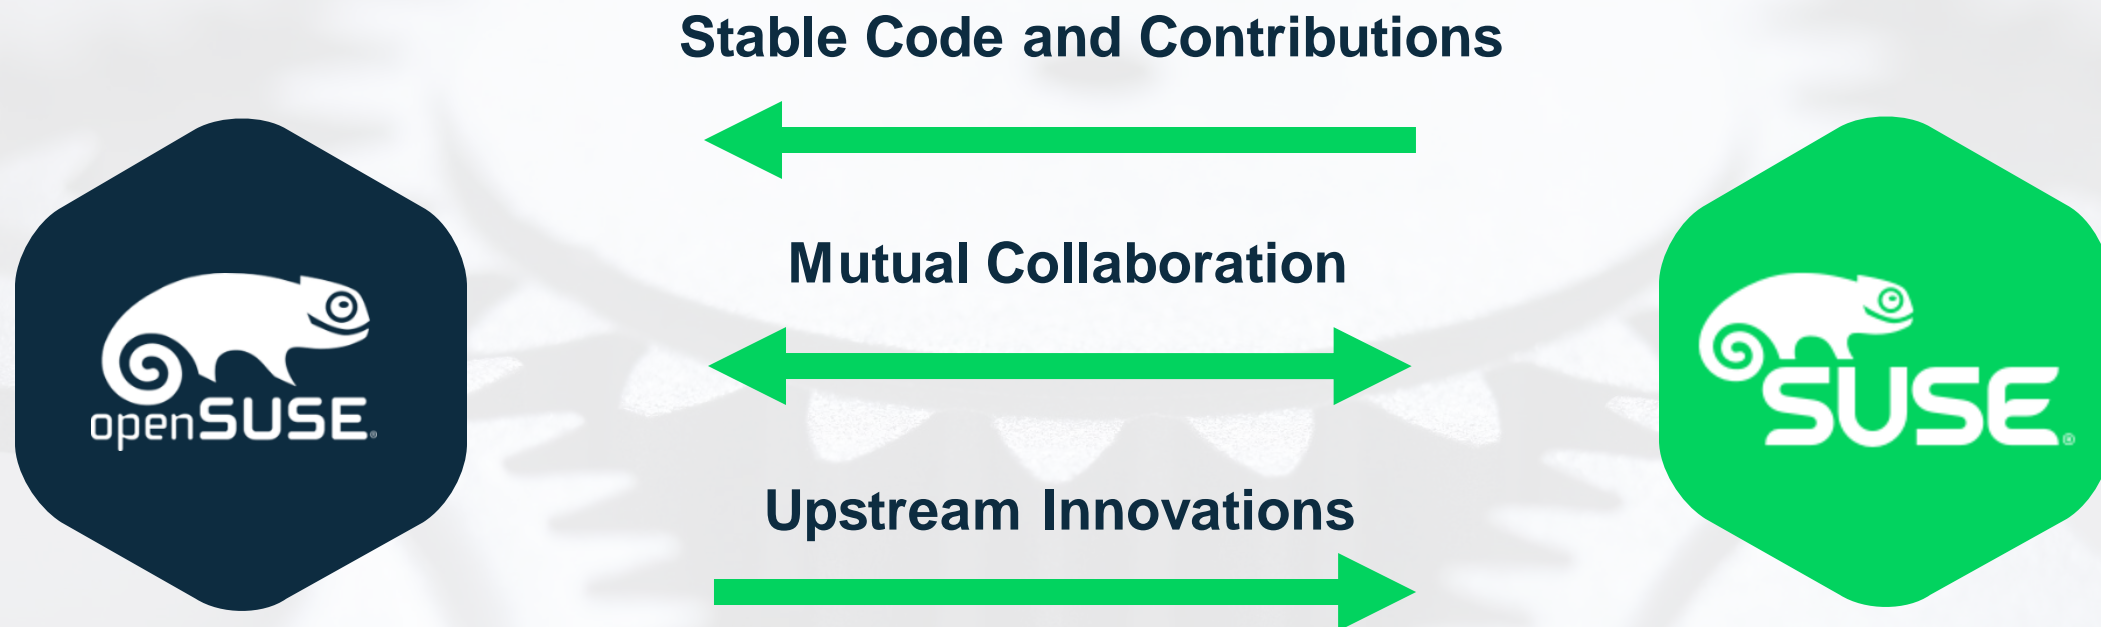 Stable Code and Contributions
Mutual Collaboration
openSUSE®
SUSE®
Upstream Innovations